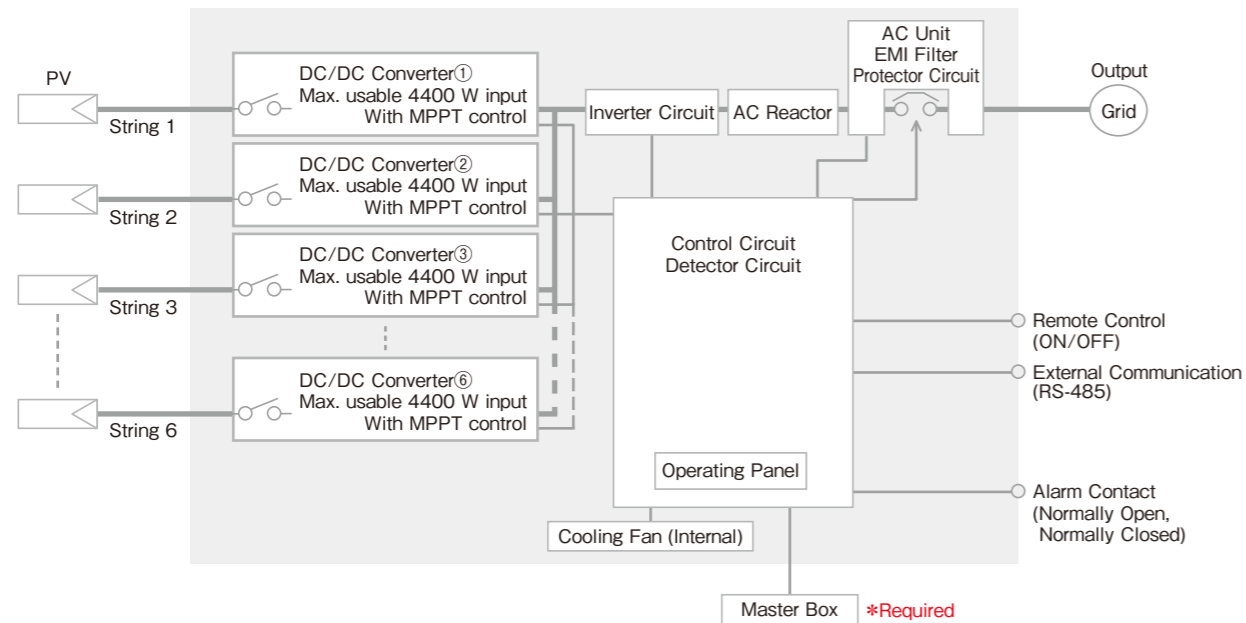 PV
String 1
String 2
String 3
String 6
DC/DC Converter①
Max. usable 4400 W input
With MPPT control
DC/DC Converter②
Max. usable 4400 W input
With MPPT control
DC/DC Converter③
Max. usable 4400 W input
With MPPT control
DC/DC Converter⑥
Max. usable 4400 W input
With MPPT control
Inverter Circuit
AC Reactor
AC Unit
EMI Filter
Protector Circuit
Output
Grid
Control Circuit
Detector Circuit
Operating Panel
Cooling Fan (Internal)
Remote Control
(ON/OFF)
External Communication
(RS-485)
Alarm Contact
(Normally Open,
Normally Closed)
Master Box
*Required